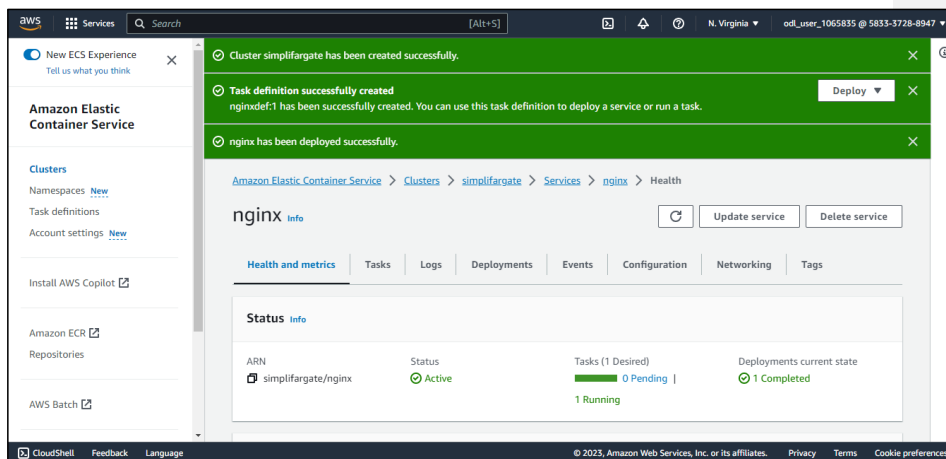 aws Services Search [Alt+S] N. Virginia odl_user_1065835 @ 5833-3728-8947
New ECS Experience
Tell us what you think
Amazon Elastic
Container Service
Clusters
Namespaces New
Task definitions
Account settings New
Install AWS Copilot
Amazon ECR
Repositories
AWS Batch
Cluster simplifargate has been created successfully.
Task definition successfully created
nginxdef:1 has been successfully created. You can use this task definition to deploy a service or run a task.
Deploy
nginx has been deployed successfully.
Amazon Elastic Container Service > Clusters > simplifargate > Services > nginx > Health
nginx Info
Update service
Delete service
Health and metrics Tasks Logs Deployments Events Configuration Networking Tags
Status Info
ARN Status Tasks (1 Desired) Deployments current state
simplifargate/nginx Active 0 Pending | 1 Completed
1 Running
CloudShell Feedback Language © 2023, Amazon Web Services, Inc. or its affiliates. Privacy Terms Cookie preferences